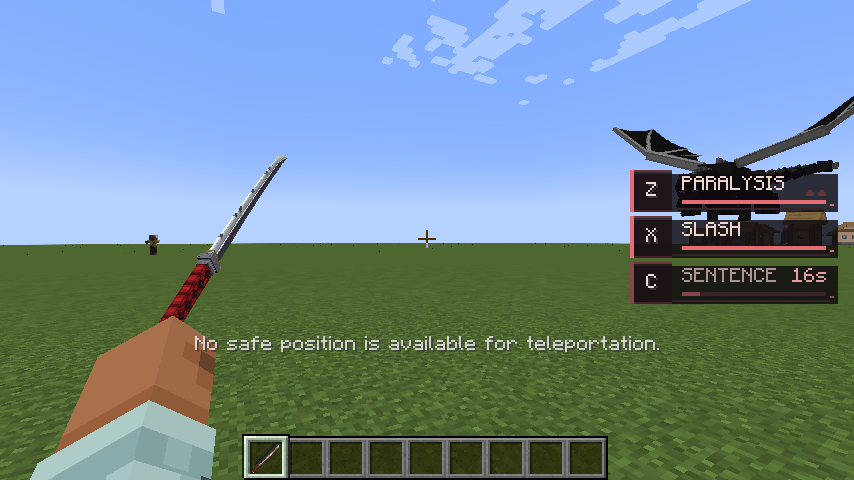 Z PARALYSIS
X SLASH
C SENTENCE 16s
No safe position is available for teleportation.